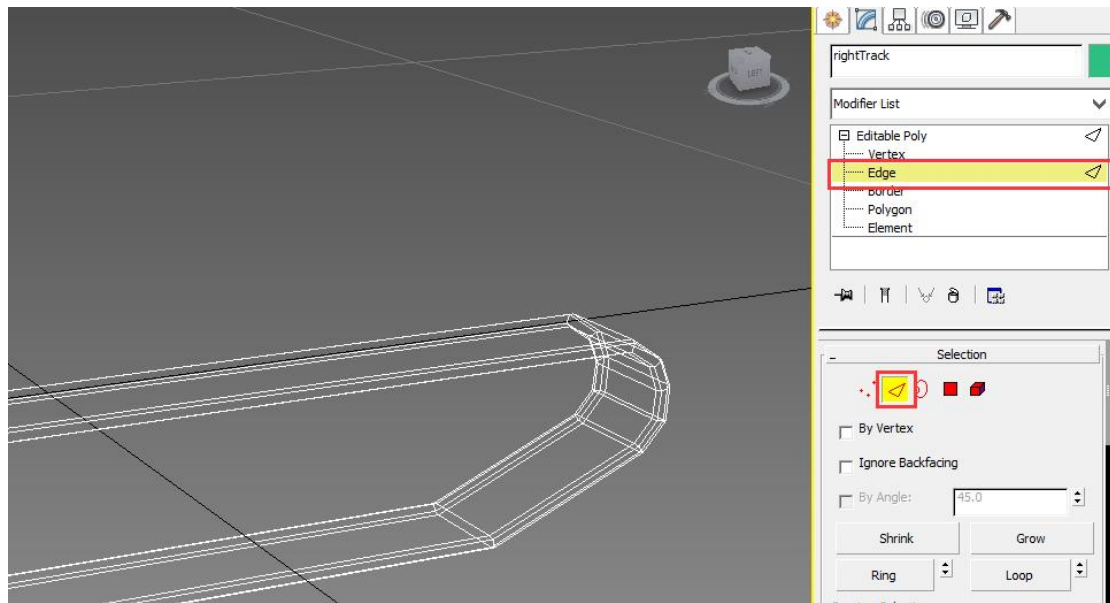 LEFT
rightTrack
Modifier List
Editable Poly
Vertex
Edge
Border
Polygon
Element
Selection
By Vertex
Ignore Backfacing
By Angle: 45.0
Shrink Grow
Ring Loop